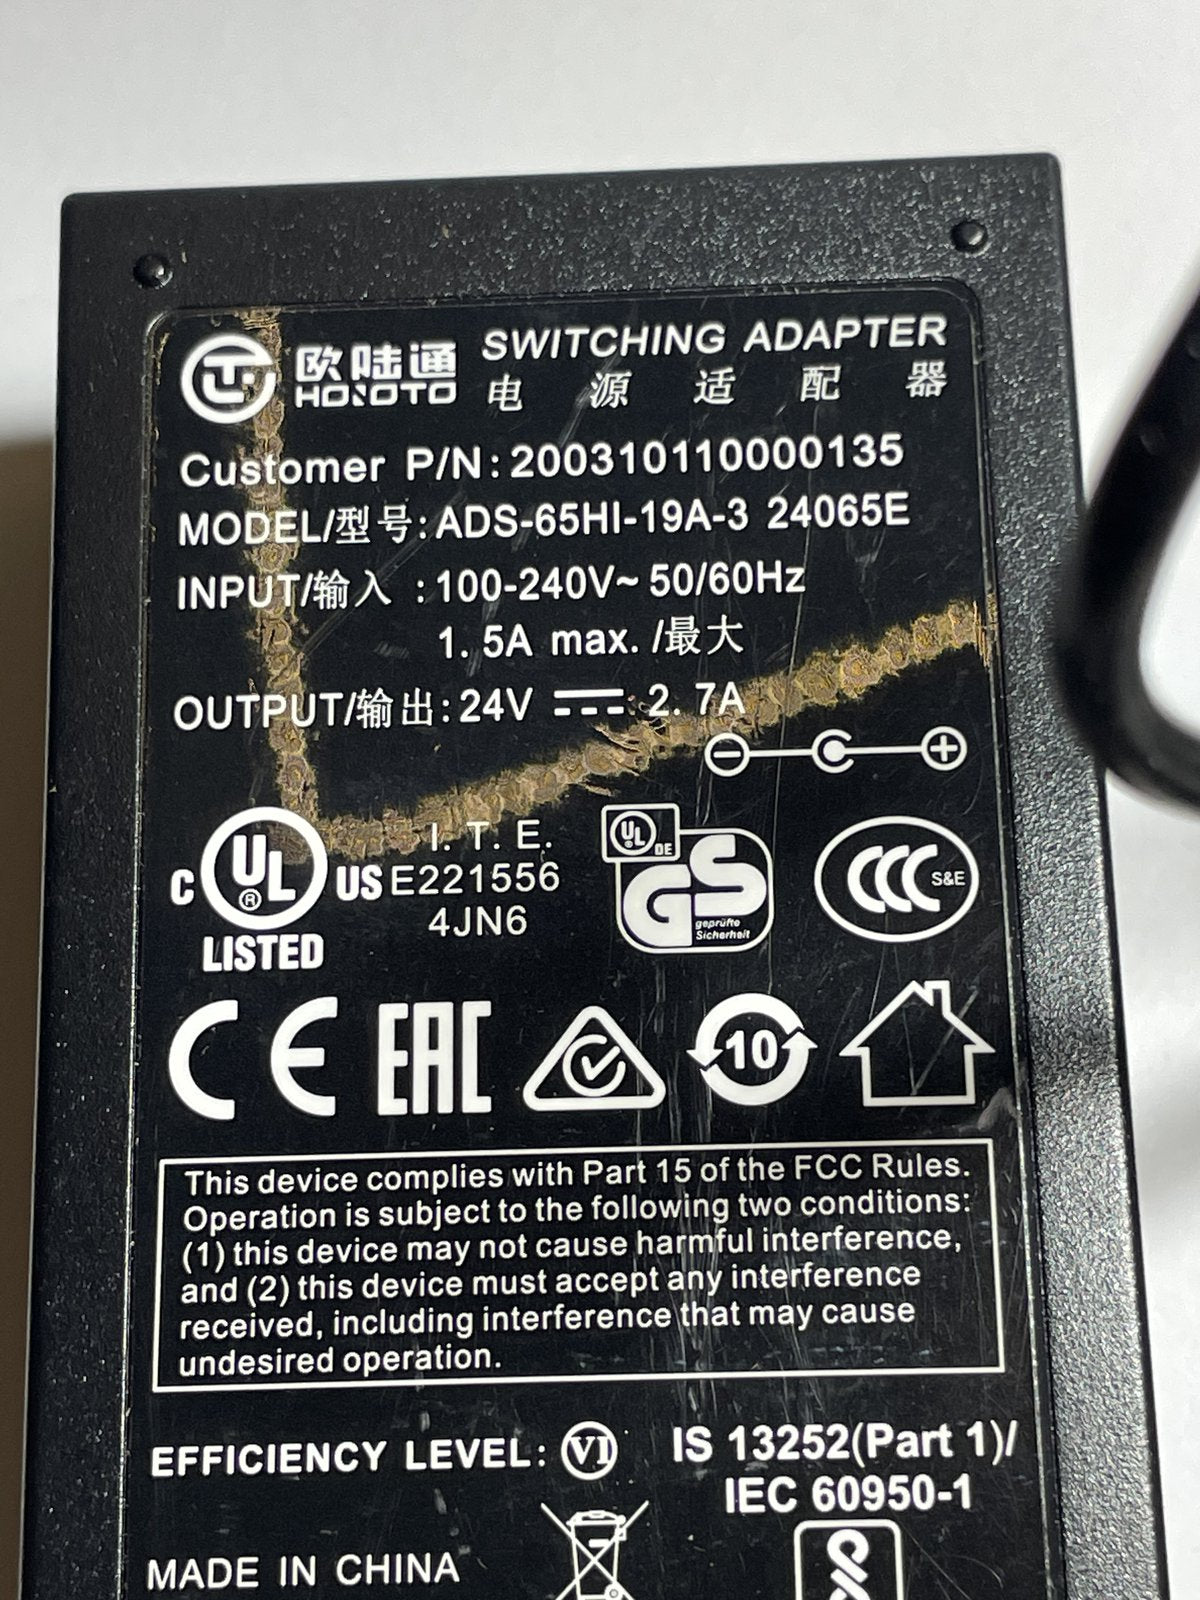 欧陆通 SWITCHING ADAPTER
HONOTO 电源适配器
Customer P/N: 200310110000135
MODEL/型号: ADS-65HI-19A-3 24065E
INPUT/输入 : 100-240V~ 50/60Hz
1.5A max./最大
OUTPUT/输出: 24V ⎓ 2.7A
I.T.E.
C UL ® US E221556
4JN6
LISTED
UL DE
GS
geprüfte
Sicherheit
CCC S&E
CE EAC 10
This device complies with Part 15 of the FCC Rules.
Operation is subject to the following two conditions:
(1) this device may not cause harmful interference,
and (2) this device must accept any interference
received, including interference that may cause
undesired operation.
EFFICIENCY LEVEL: VI IS 13252(Part 1)/
IEC 60950-1
MADE IN CHINA